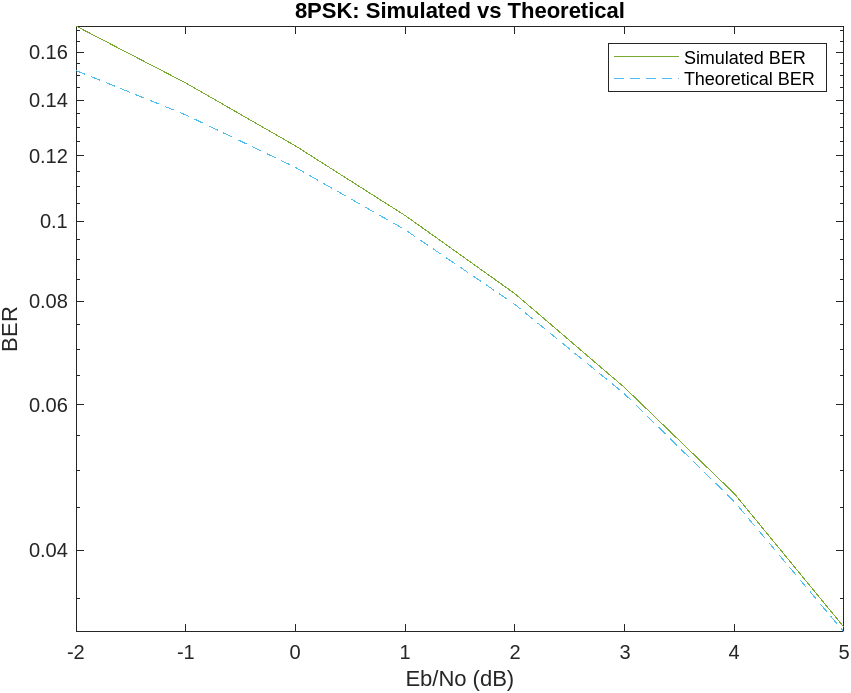 8PSK: Simulated vs Theoretical
Simulated BER
Theoretical BER
0.16
0.14
0.12
0.1
0.08
0.06
0.04
BER
-2 -1 0 1 2 3 4 5
Eb/No (dB)